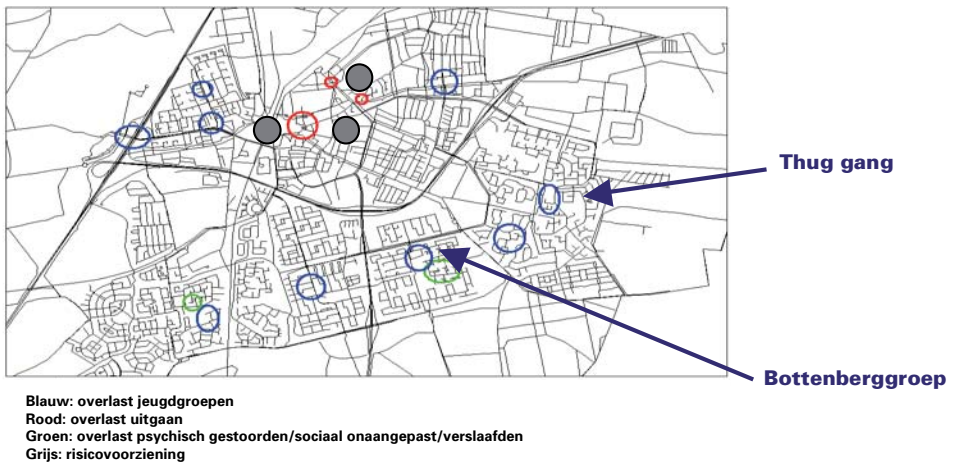 Thug gang
Bottenberggroep
Blauw: overlast jeugdgroepen
Rood: overlast uitgaan
Groen: overlast psychisch gestoorden/sociaal onaangepast/verslaafden
Grijs: risicovoorziening